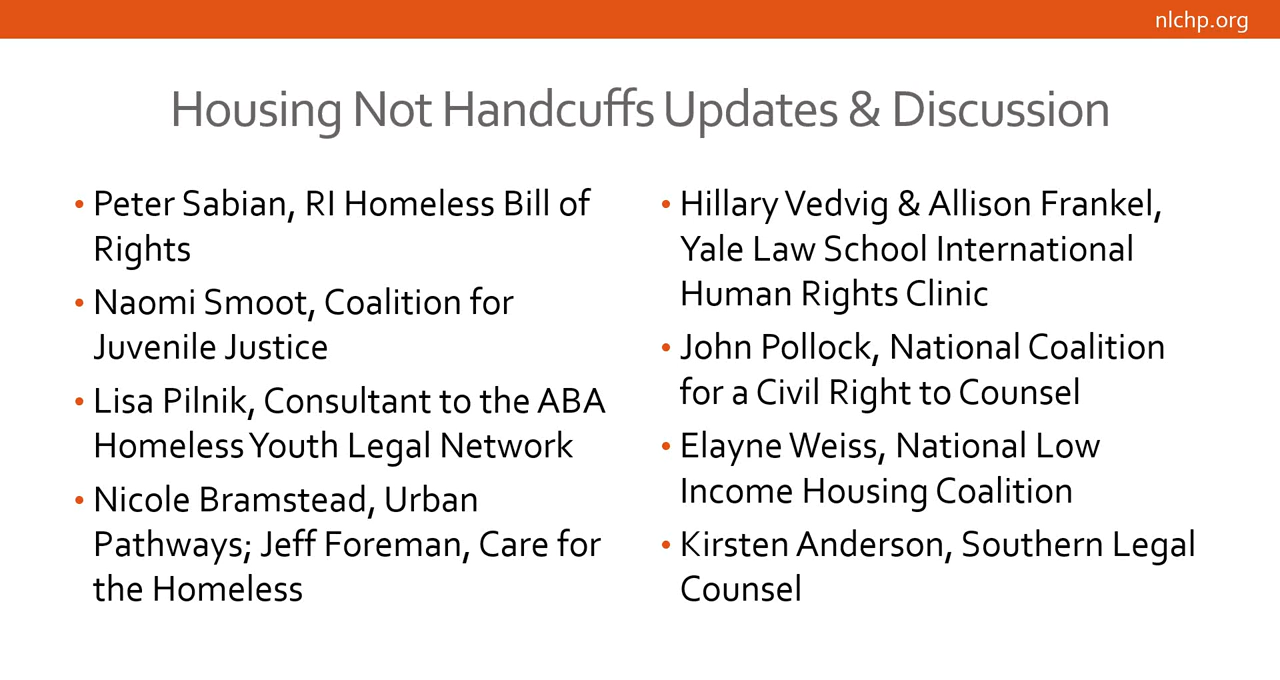 nlchp.org
Housing Not Handcuffs Updates & Discussion
• Peter Sabian, RI Homeless Bill of
Rights
• Naomi Smoot, Coalition for
Juvenile Justice
• Lisa Pilnik, Consultant to the ABA
Homeless Youth Legal Network
• Nicole Bramstead, Urban
Pathways; Jeff Foreman, Care for
the Homeless
• Hillary Vedvig & Allison Frankel,
Yale Law School International
Human Rights Clinic
• John Pollock, National Coalition
for a Civil Right to Counsel
• Elayne Weiss, National Low
Income Housing Coalition
• Kirsten Anderson, Southern Legal
Counsel